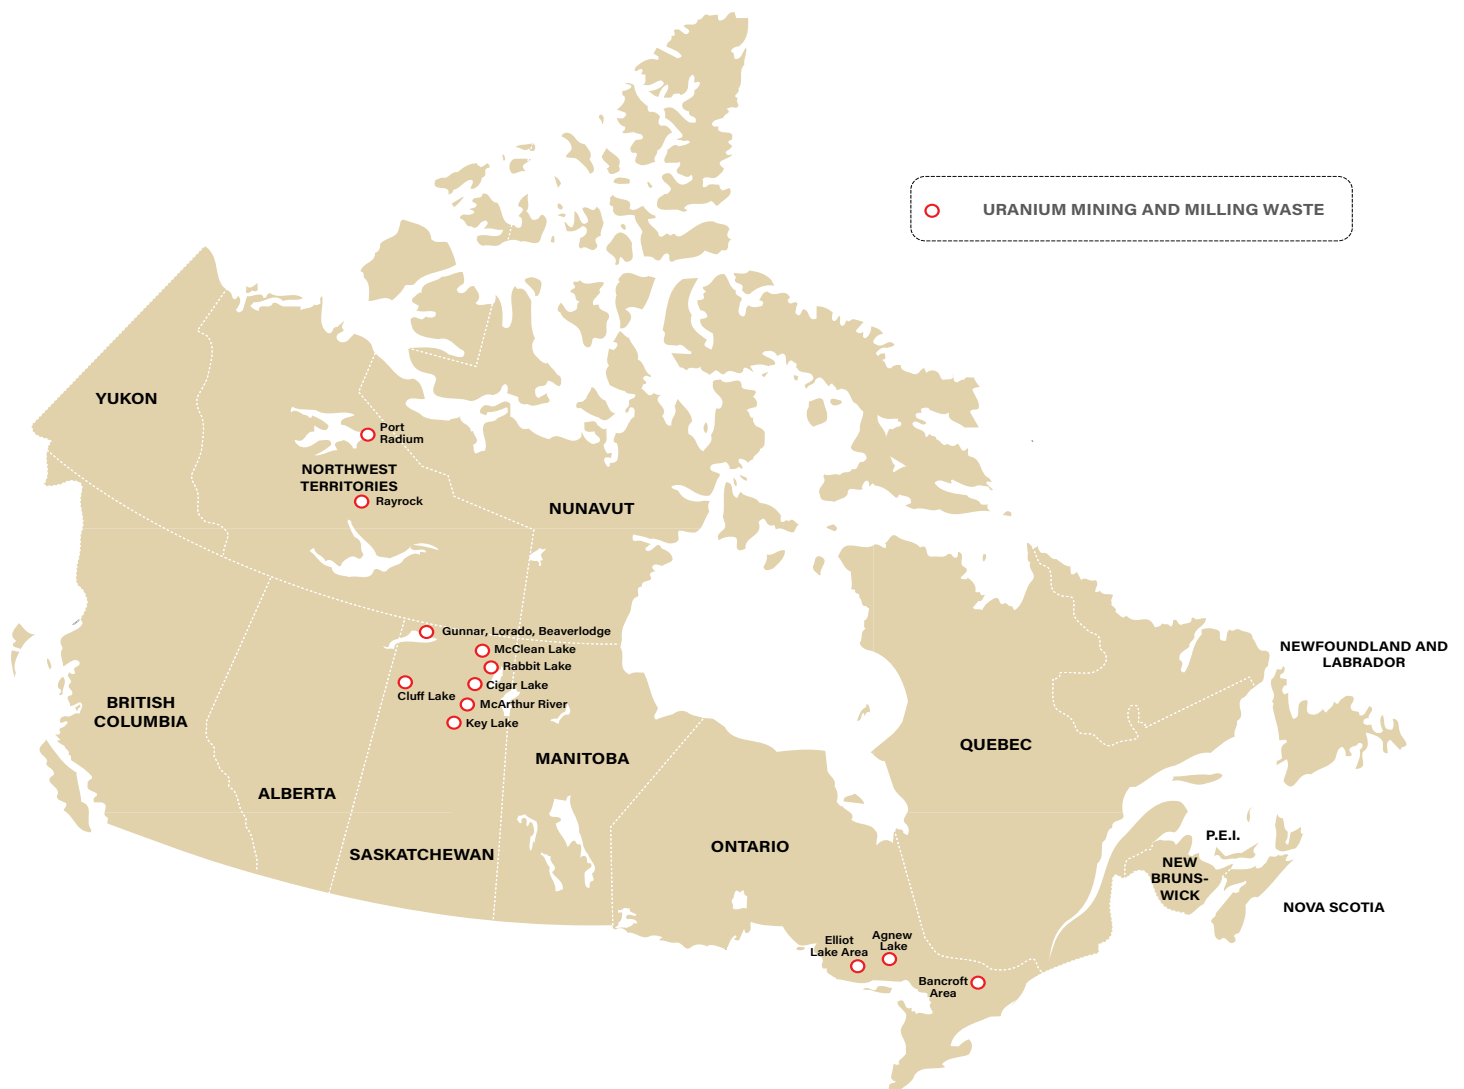 URANIUM MINING AND MILLING WASTE
YUKON
Port
Radium
NORTHWEST
TERRITORIES
Rayrock
NUNAVUT
Gunnar, Lorado, Beaverlodge
McClean Lake
Rabbit Lake
Cigar Lake
Cluff Lake
McArthur River
Key Lake
BRITISH
COLUMBIA
ALBERTA
SASKATCHEWAN
MANITOBA
ONTARIO
QUEBEC
NEWFOUNDLAND AND
LABRADOR
P.E.I.
NEW
BRUNS-
WICK
NOVA SCOTIA
Elliot
Lake Area
Agnew
Lake
Bancroft
Area